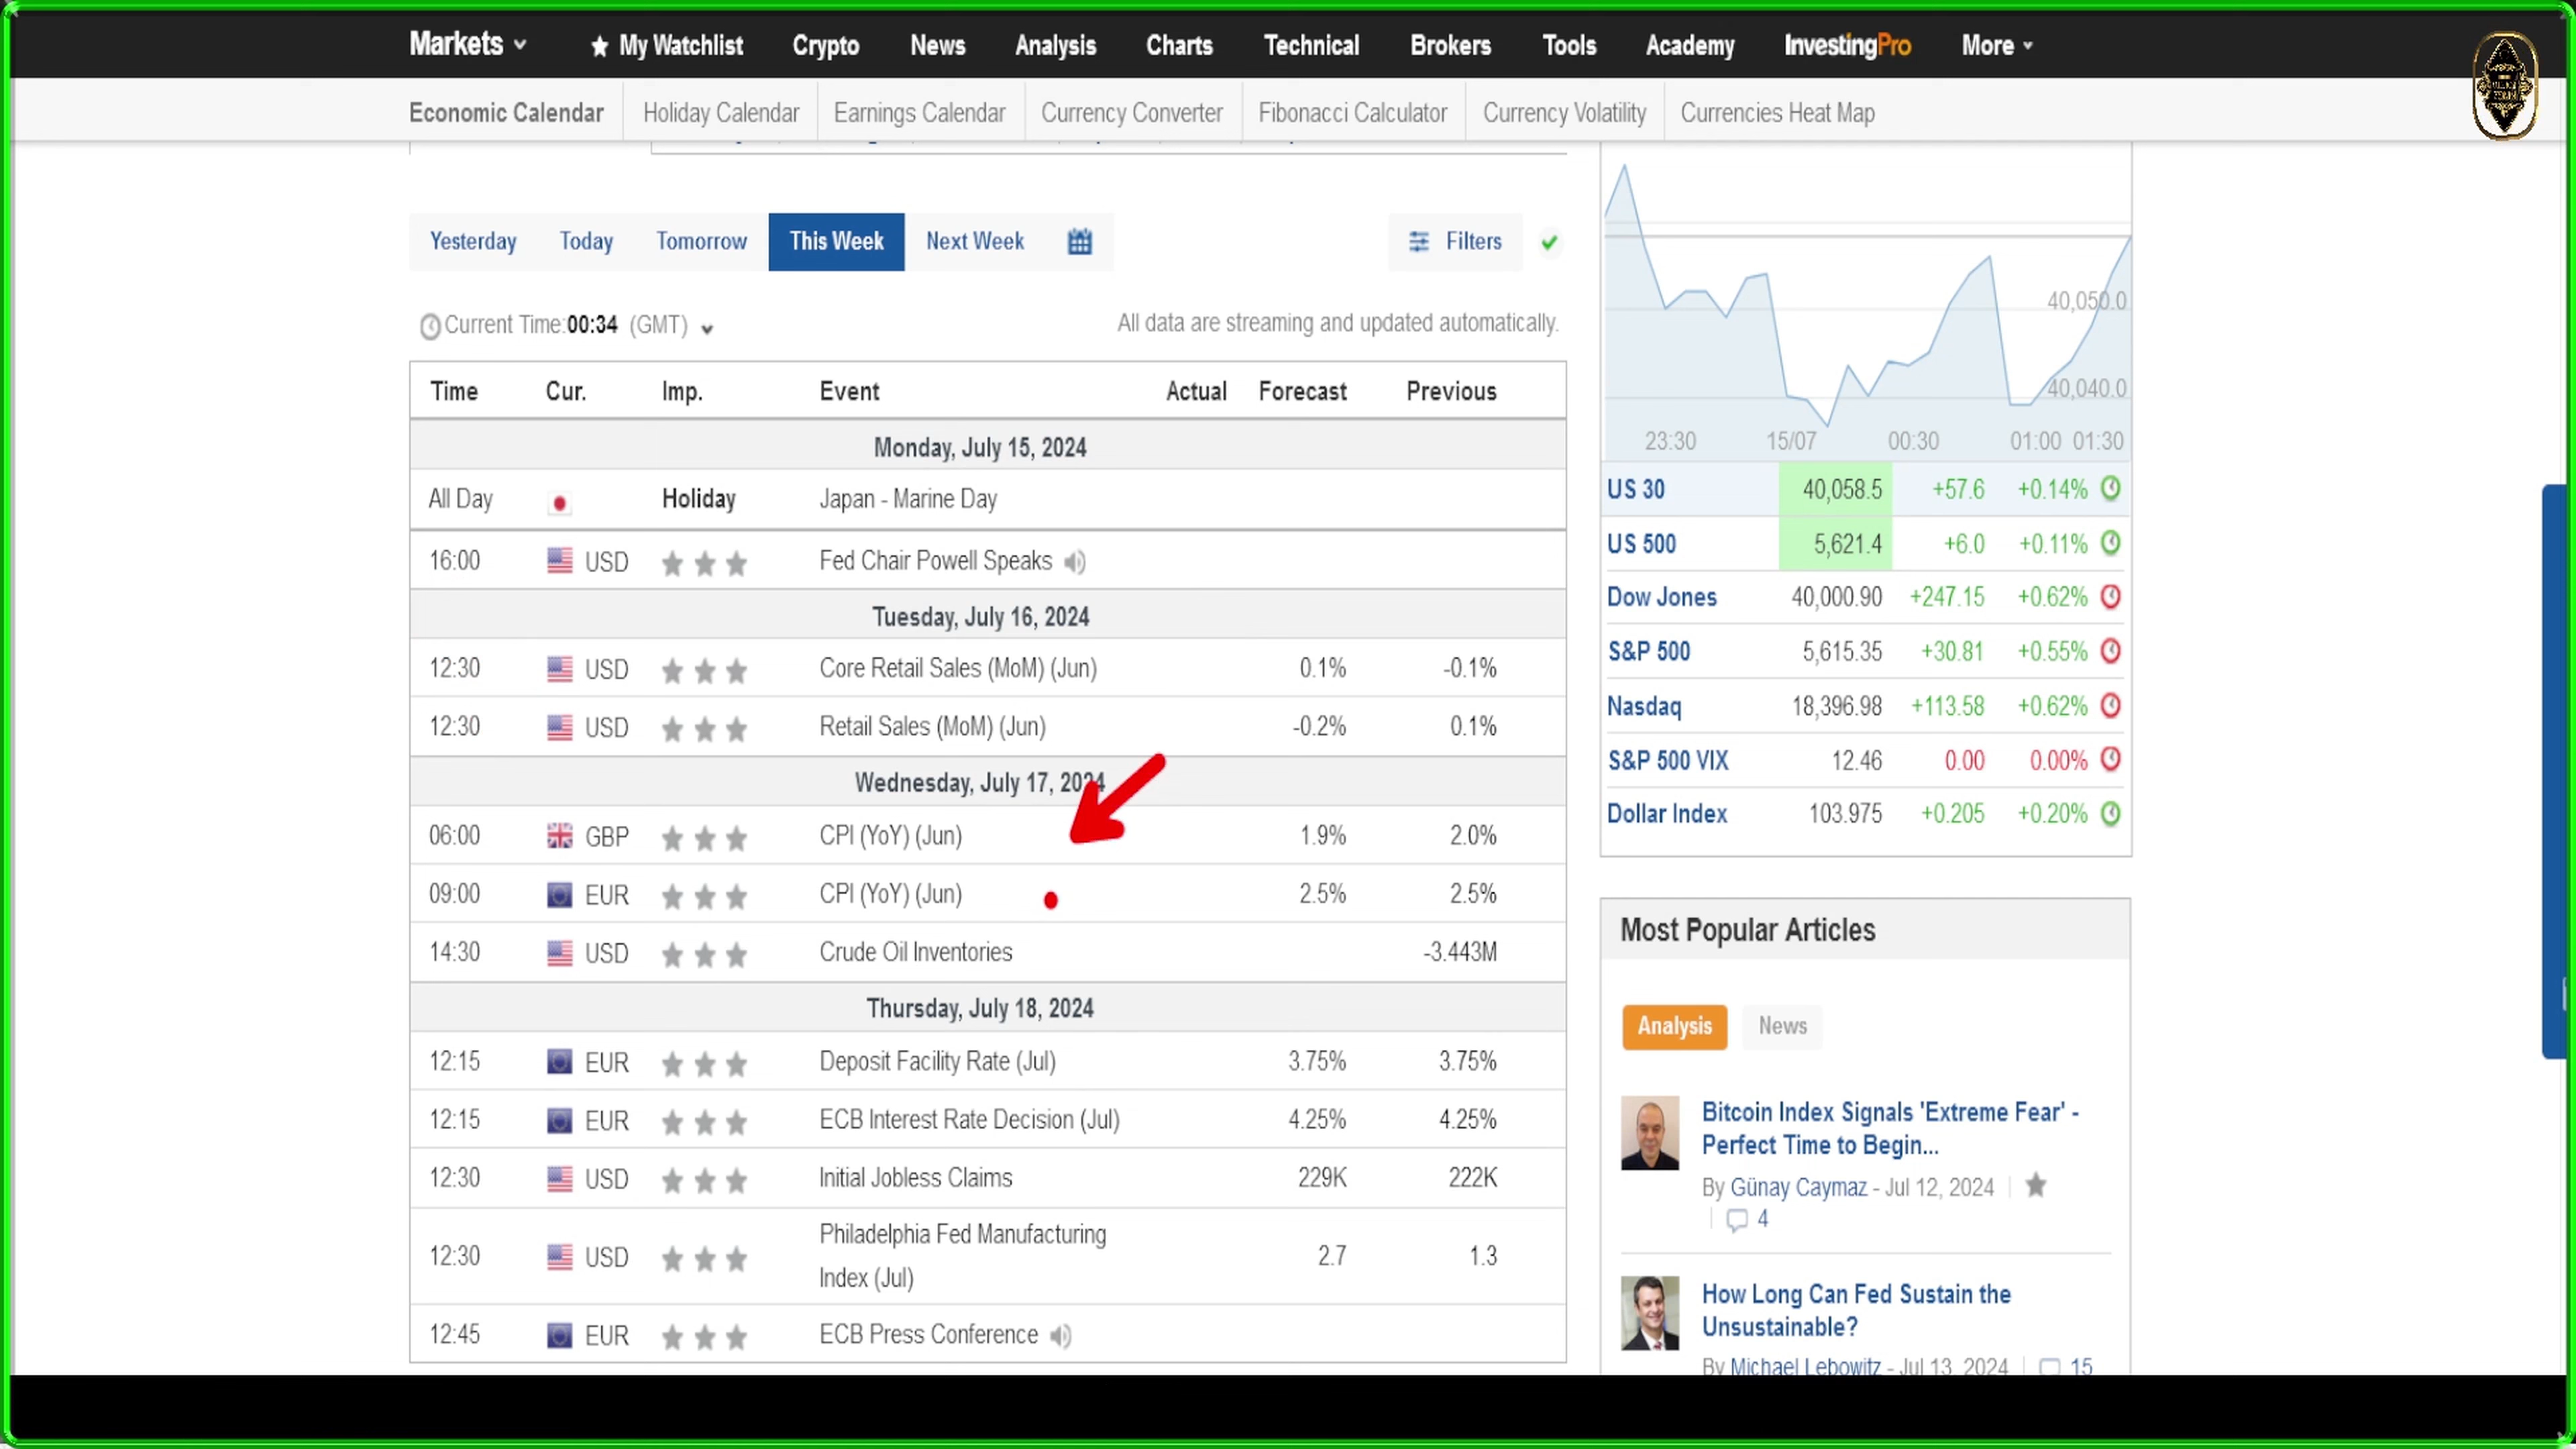 Markets
My Watchlist
Crypto
News
Analysis
Charts
Technical
Brokers
Tools
Academy
InvestingPro
More
Economic Calendar
Holiday Calendar
Earnings Calendar
Currency Converter
Fibonacci Calculator
Currency Volatility
Currencies Heat Map
Yesterday
Today
Tomorrow
This Week
Next Week
Filters
Current Time:00:34 (GMT)
All data are streaming and updated automatically.
Time Cur. Imp. Event Actual Forecast Previous
Monday, July 15, 2024
All Day Holiday Japan - Marine Day
16:00 USD Fed Chair Powell Speaks
Tuesday, July 16, 2024
12:30 USD Core Retail Sales (MoM) (Jun) 0.1% -0.1%
12:30 USD Retail Sales (MoM) (Jun) -0.2% 0.1%
Wednesday, July 17, 2024
06:00 GBP CPI (YoY) (Jun) 1.9% 2.0%
09:00 EUR CPI (YoY) (Jun) 2.5% 2.5%
14:30 USD Crude Oil Inventories -3.443M
Thursday, July 18, 2024
12:15 EUR Deposit Facility Rate (Jul) 3.75% 3.75%
12:15 EUR ECB Interest Rate Decision (Jul) 4.25% 4.25%
12:30 USD Initial Jobless Claims 229K 222K
12:30 USD Philadelphia Fed Manufacturing 2.7 1.3
Index (Jul)
12:45 EUR ECB Press Conference
40,050.0
40,040.0
23:30 15/07 00:30 01:00 01:30
US 30 40,058.5 +57.6 +0.14%
US 500 5,621.4 +6.0 +0.11%
Dow Jones 40,000.90 +247.15 +0.62%
S&P 500 5,615.35 +30.81 +0.55%
Nasdaq 18,396.98 +113.58 +0.62%
S&P 500 VIX 12.46 0.00 0.00%
Dollar Index 103.975 +0.205 +0.20%
Most Popular Articles
Analysis
News
Bitcoin Index Signals 'Extreme Fear' -
Perfect Time to Begin...
By Günay Caymaz - Jul 12, 2024
4
How Long Can Fed Sustain the
Unsustainable?
By Michael Lebowitz - Jul 13, 2024 15